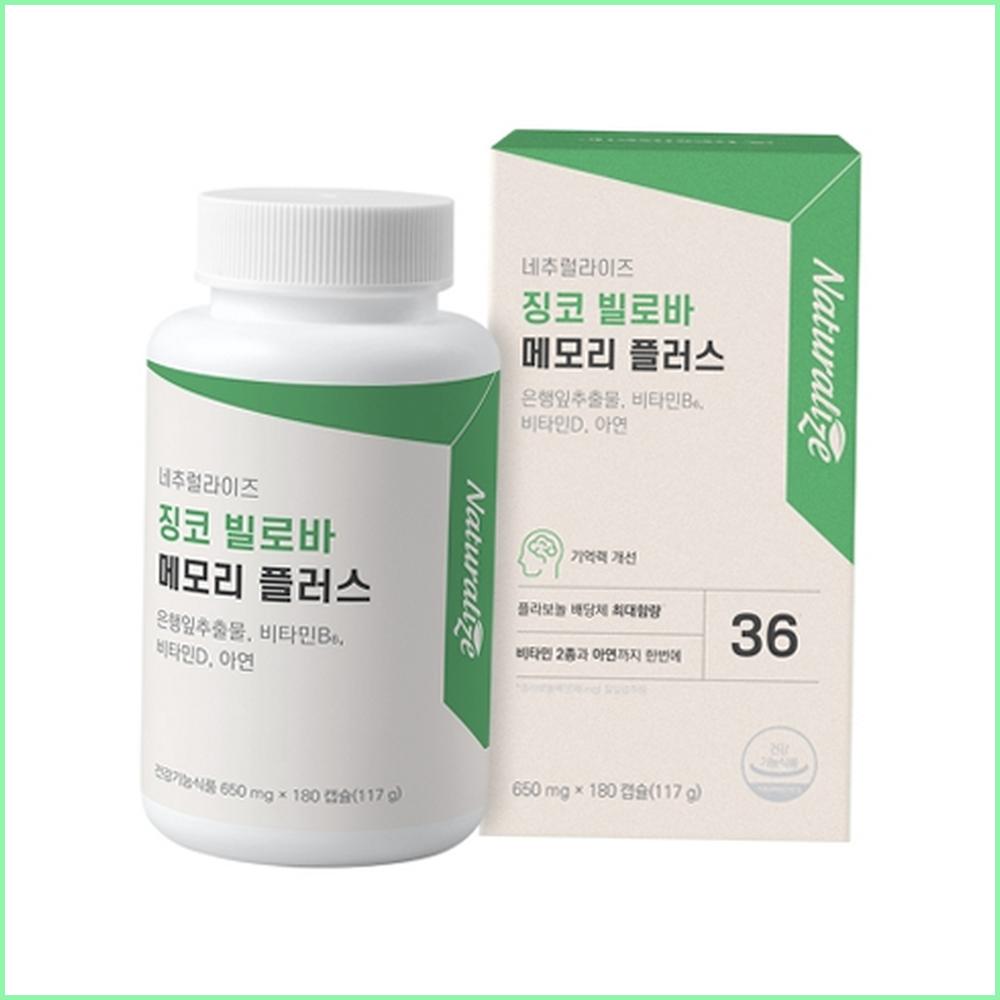 네추럴라이즈
징코 빌로바
메모리 플러스
은행잎추출물, 비타민B₆,
비타민D, 아연
건강기능식품 650 mg × 180 캡슐(117 g)
Naturalize
네추럴라이즈
징코 빌로바
메모리 플러스
은행잎추출물, 비타민B₆,
비타민D, 아연
Naturalize
기억력 개선
플라보놀 배당체 최대함량
비타민 2종과 아연까지 한번에
36
건강
기능식품
650 mg × 180 캡슐(117 g)